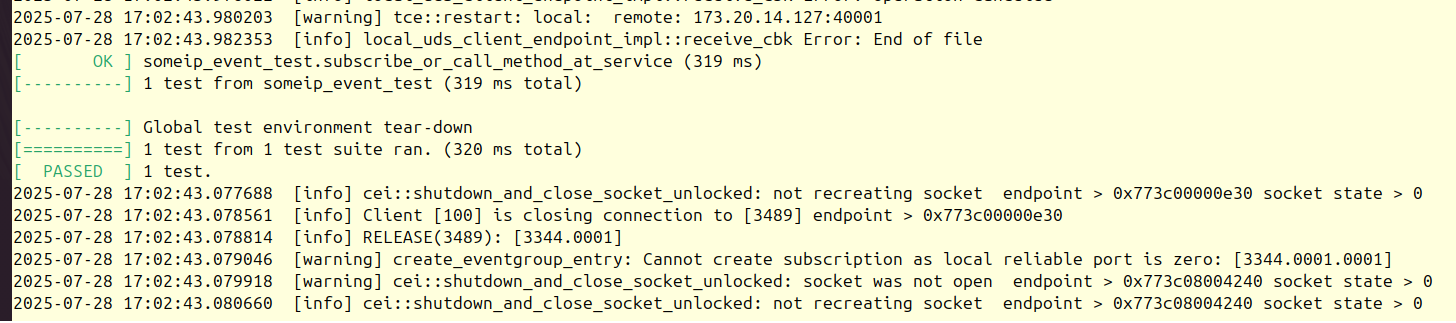 2025-07-28 17:02:43.980203  [warning] tce::restart: local:  remote: 173.20.14.127:40001
2025-07-28 17:02:43.982353  [info] local_uds_client_endpoint_impl::receive_cbk Error: End of file
[       OK ] someip_event_test.subscribe_or_call_method_at_service (319 ms)
[----------] 1 test from someip_event_test (319 ms total)

[----------] Global test environment tear-down
[==========] 1 test from 1 test suite ran. (320 ms total)
[  PASSED  ] 1 test.
2025-07-28 17:02:43.077688  [info] cei::shutdown_and_close_socket_unlocked: not recreating socket  endpoint > 0x773c00000e30 socket state > 0
2025-07-28 17:02:43.078561  [info] Client [100] is closing connection to [3489] endpoint > 0x773c00000e30
2025-07-28 17:02:43.078814  [info] RELEASE(3489): [3344.0001]
2025-07-28 17:02:43.079046  [warning] create_eventgroup_entry: Cannot create subscription as local reliable port is zero: [3344.0001.0001]
2025-07-28 17:02:43.079918  [warning] cei::shutdown_and_close_socket_unlocked: socket was not open  endpoint > 0x773c08004240 socket state > 0
2025-07-28 17:02:43.080660  [info] cei::shutdown_and_close_socket_unlocked: not recreating socket  endpoint > 0x773c08004240 socket state > 0